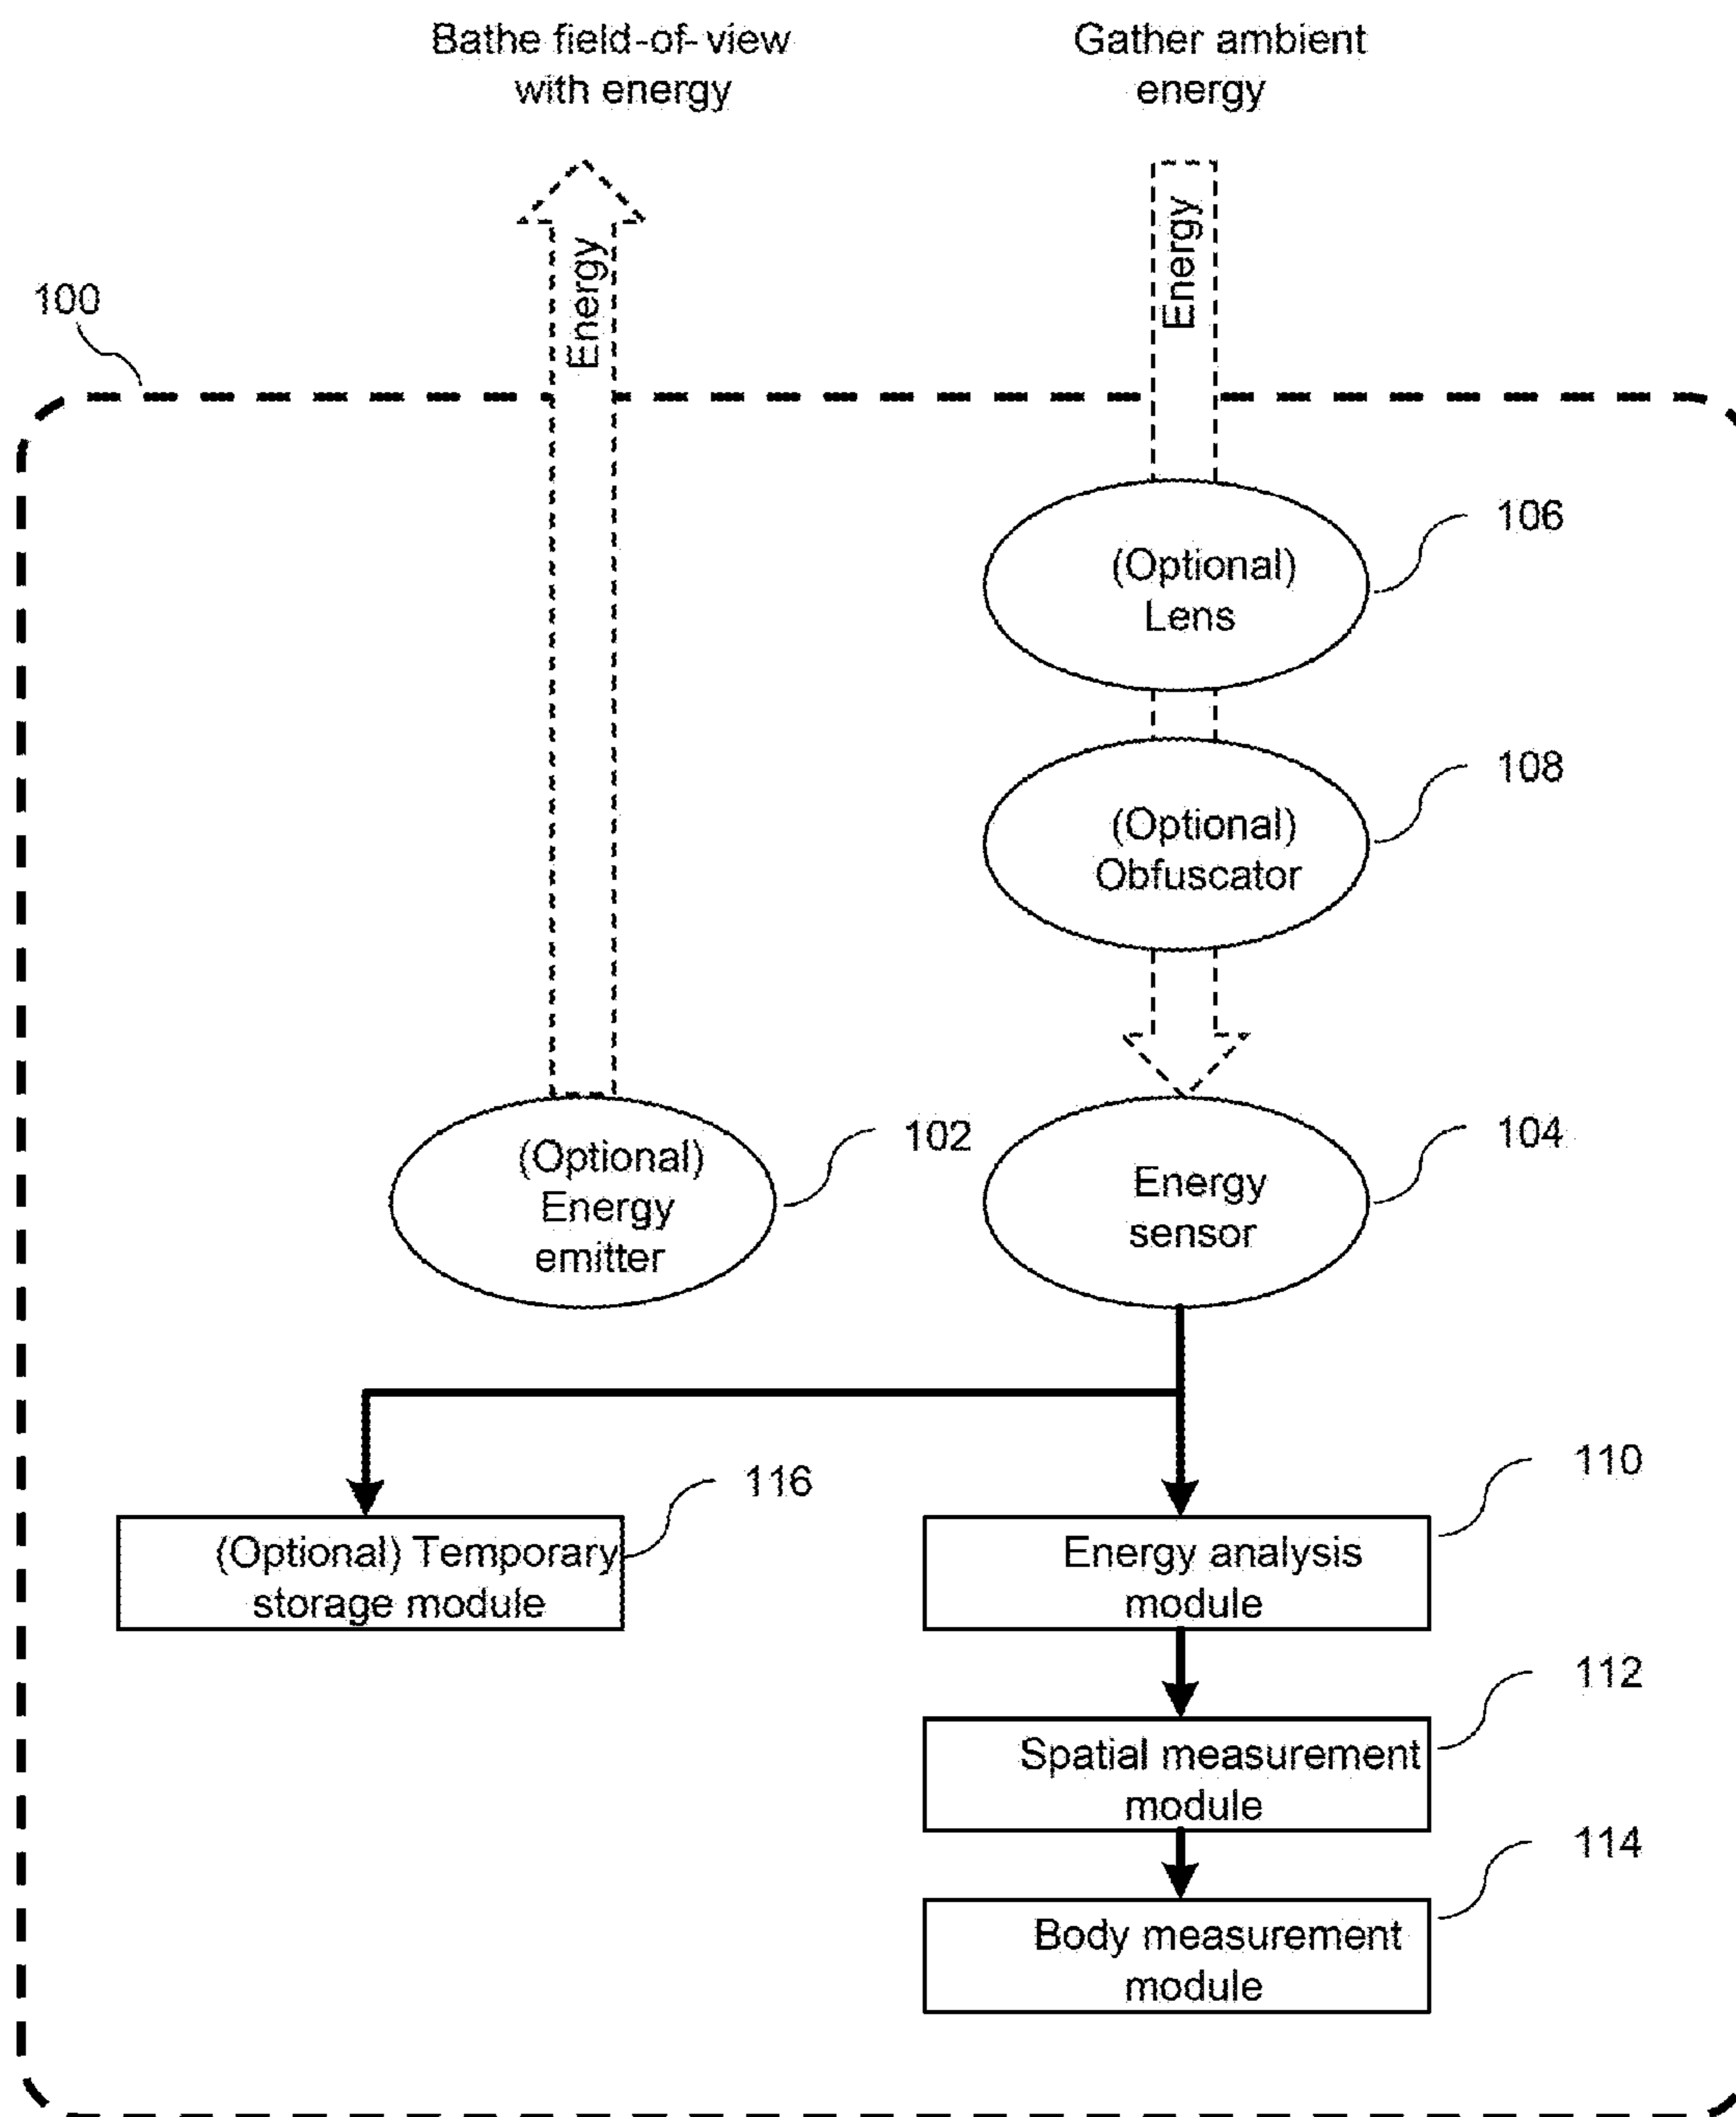 Bathe field-of-view
with energy
Gather ambient
energy
Energy
Energy
100
(Optional)
Lens
106
(Optional)
Obfuscator
108
(Optional)
Energy
emitter
102
Energy
sensor
104
(Optional) Temporary
storage module
116
Energy analysis
module
110
Spatial measurement
module
112
Body measurement
module
114